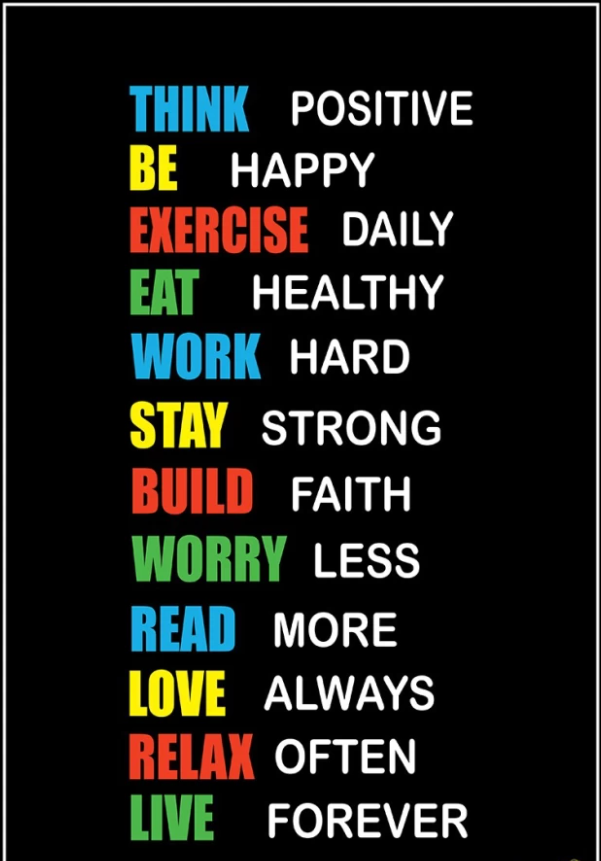 THINK POSITIVE
BE HAPPY
EXERCISE DAILY
EAT HEALTHY
WORK HARD
STAY STRONG
BUILD FAITH
WORRY LESS
READ MORE
LOVE ALWAYS
RELAX OFTEN
LIVE FOREVER